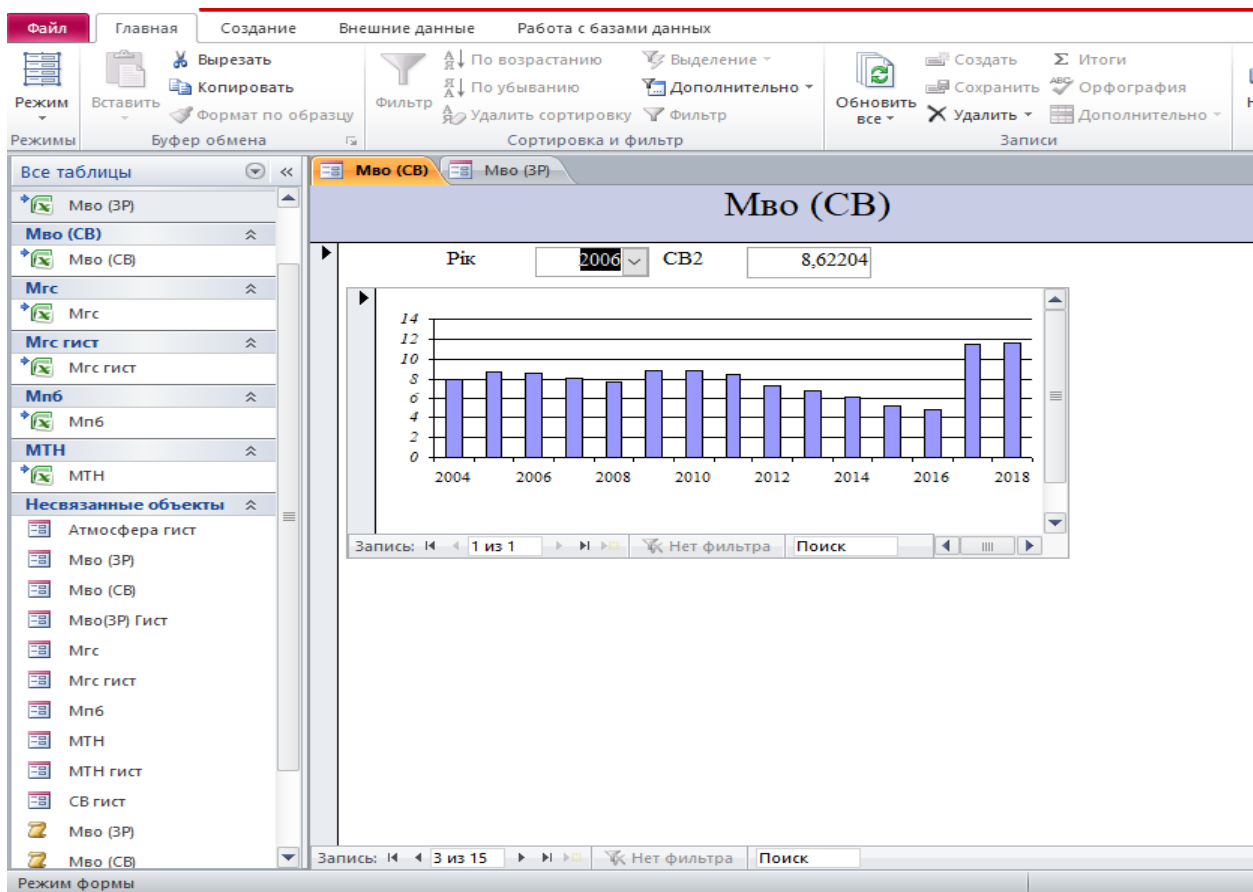 Файл Главная Создание Внешние данные Работа с базами данных
Режим
Режимы
Вставить
Вырезать
Копировать
Формат по образцу
Буфер обмена
Фильтр
По возрастанию
По убыванию
Удалить сортировку
Выделение
Дополнительно
Фильтр
Сортировка и фильтр
Обновить
все
Создать
Сохранить
Удалить
Итоги
Орфография
Дополнительно
Записи
Все таблицы
Мво (ЗР)
Мво (СВ)
Мво (СВ)
Мгс
Мгс
Мгс гист
Мгс гист
Мпб
Мпб
МТН
МТН
Несвязанные объекты
Атмосфера гист
Мво (ЗР)
Мво (СВ)
Мво(ЗР) Гист
Мгс
Мгс гист
Мпб
МТН
МТН гист
СВ гист
Мво (ЗР)
Мво (СВ)
Мво (СВ) Мво (ЗР)
Мво (СВ)
Рік 2006 СВ2 8,62204
14
12
10
8
6
4
2
0
2004 2006 2008 2010 2012 2014 2016 2018
Запись: 1 из 1 Нет фильтра Поиск
Запись: 3 из 15 Нет фильтра Поиск
Режим формы